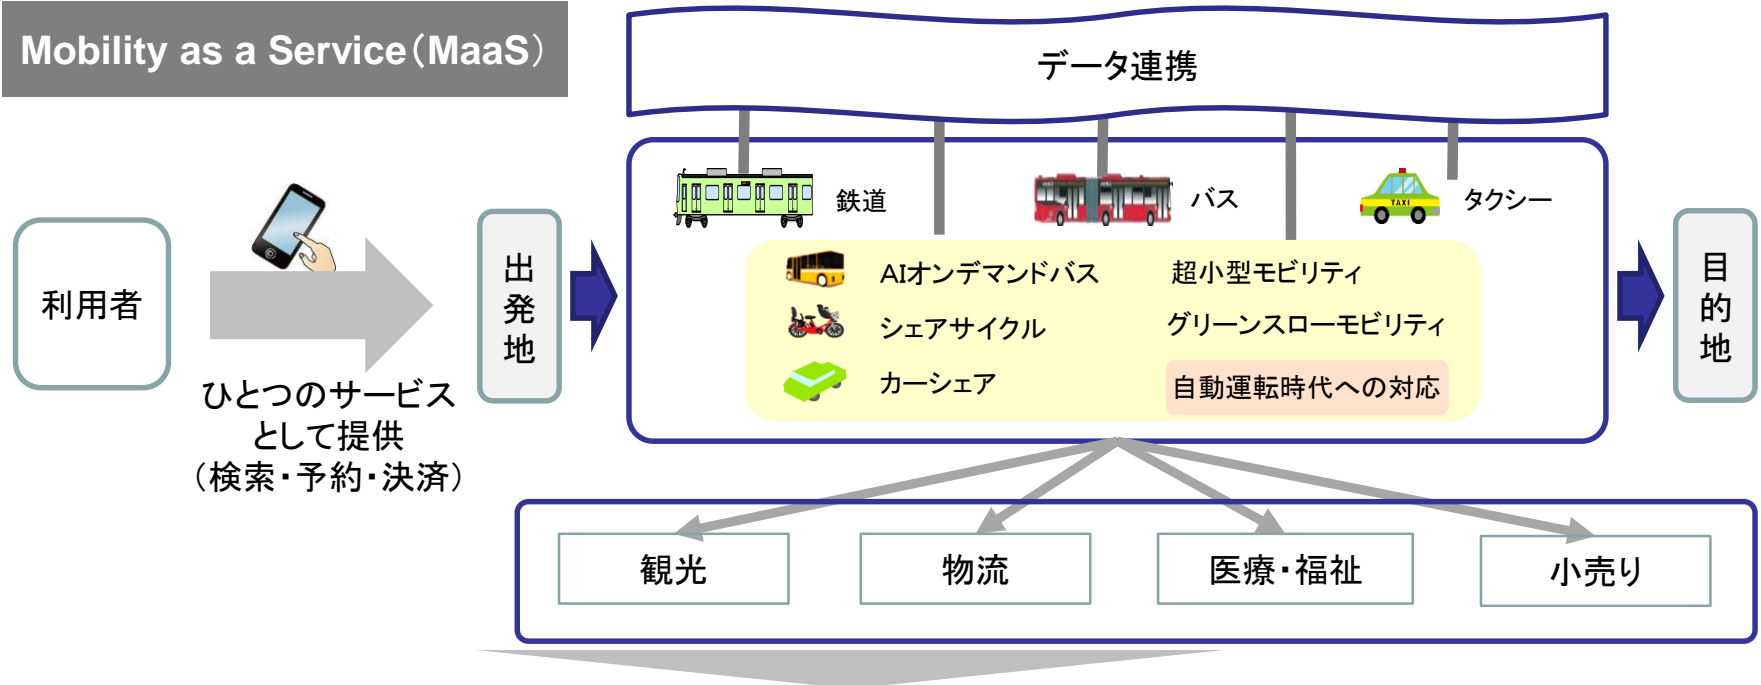 Mobility as a Service（MaaS）
データ連携
鉄道
バス
タクシー
TAXI
利用者
出発地
AIオンデマンドバス
超小型モビリティ
シェアサイクル
グリーンスローモビリティ
カーシェア
自動運転時代への対応
目的地
ひとつのサービス
として提供
（検索・予約・決済）
観光
物流
医療・福祉
小売り